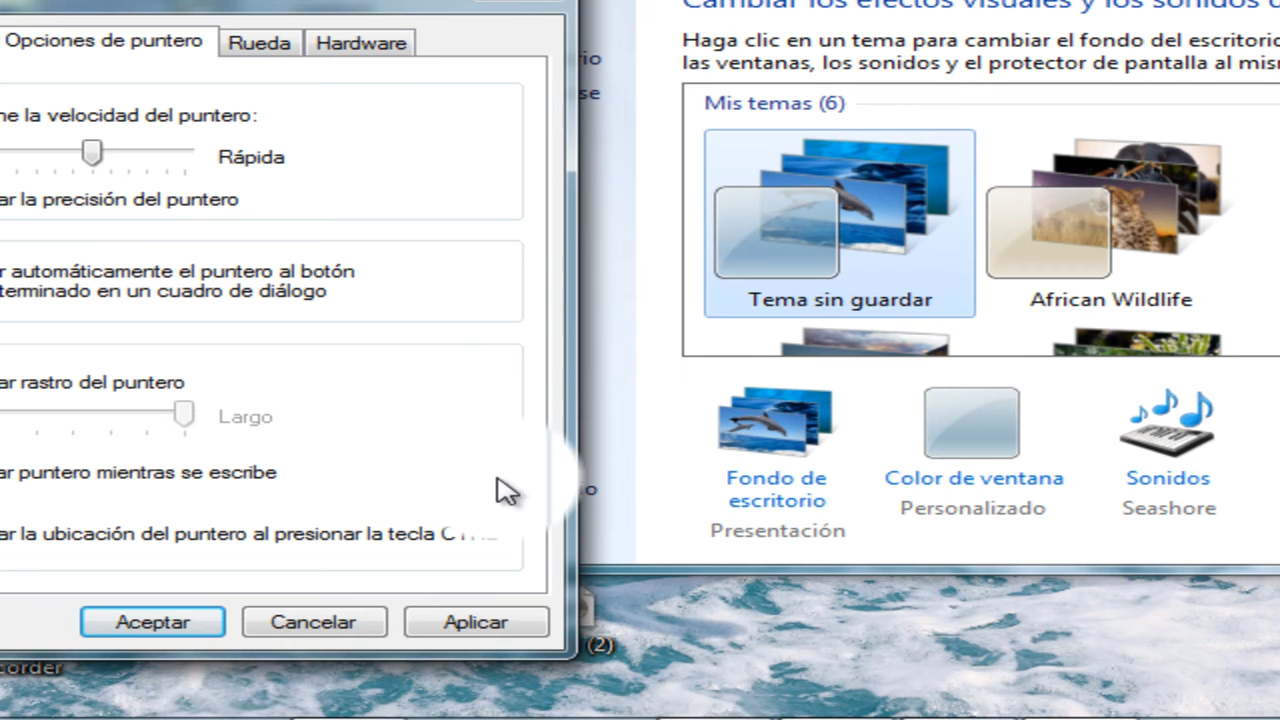 Opciones de puntero
Rueda
Hardware
ne la velocidad del puntero:
Rápida
ar la precisión del puntero
r automáticamente el puntero al botón
terminado en un cuadro de diálogo
ar rastro del puntero
Largo
ar puntero mientras se escribe
ar la ubicación del puntero al presionar la tecla
Aceptar
Cancelar
Aplicar
io
se
o
(2)
corder
Cambiar los efectos visuales y los sonidos
Haga clic en un tema para cambiar el fondo del escritorio
las ventanas, los sonidos y el protector de pantalla al mis
Mis temas (6)
Tema sin guardar
African Wildlife
Fondo de
escritorio
Presentación
Color de ventana
Personalizado
Sonidos
Seashore